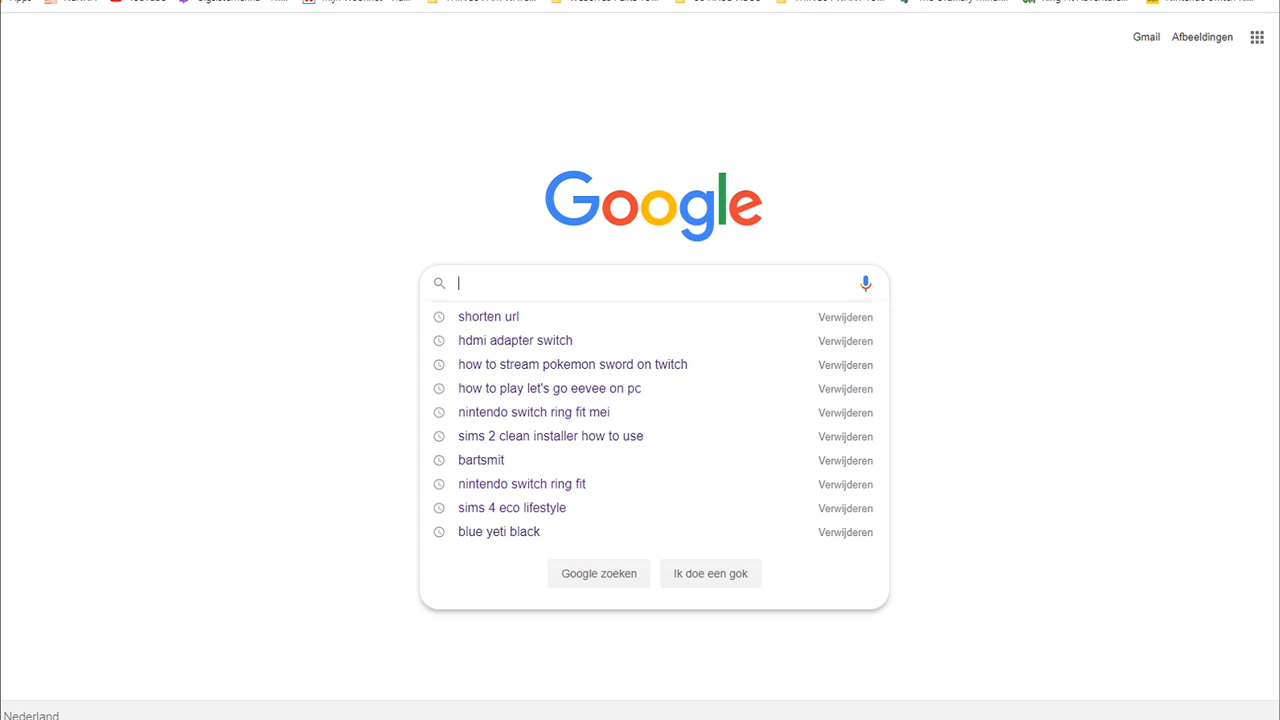 Apps
YouTube
Gmail Afbeeldingen
Google
shorten url Verwijderen
hdmi adapter switch Verwijderen
how to stream pokemon sword on twitch Verwijderen
how to play let's go eevee on pc Verwijderen
nintendo switch ring fit mei Verwijderen
sims 2 clean installer how to use Verwijderen
bartsmit Verwijderen
nintendo switch ring fit Verwijderen
sims 4 eco lifestyle Verwijderen
blue yeti black Verwijderen
Google zoeken Ik doe een gok
Nederland